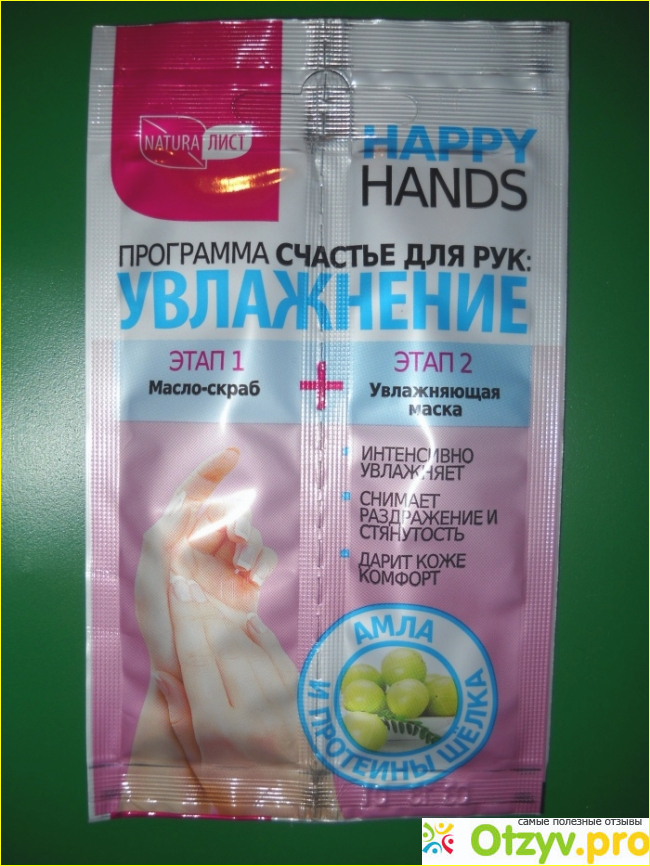 NATURA ЛИСТ
HAPPY
HANDS
ПРОГРАММА СЧАСТЬЕ ДЛЯ РУК:
УВЛАЖНЕНИЕ
ЭТАП 1
Масло-скраб
+
ЭТАП 2
Увлажняющая
маска
ИНТЕНСИВНО
УВЛАЖНЯЕТ
СНИМАЕТ
РАЗДРАЖЕНИЕ И
СТЯНУТОСТЬ
ДАРИТ КОЖЕ
КОМФОРТ
АМЛА
И ПРОТЕИНЫ ШЁЛКА
самые полезные отзывы
Otzyv.pro